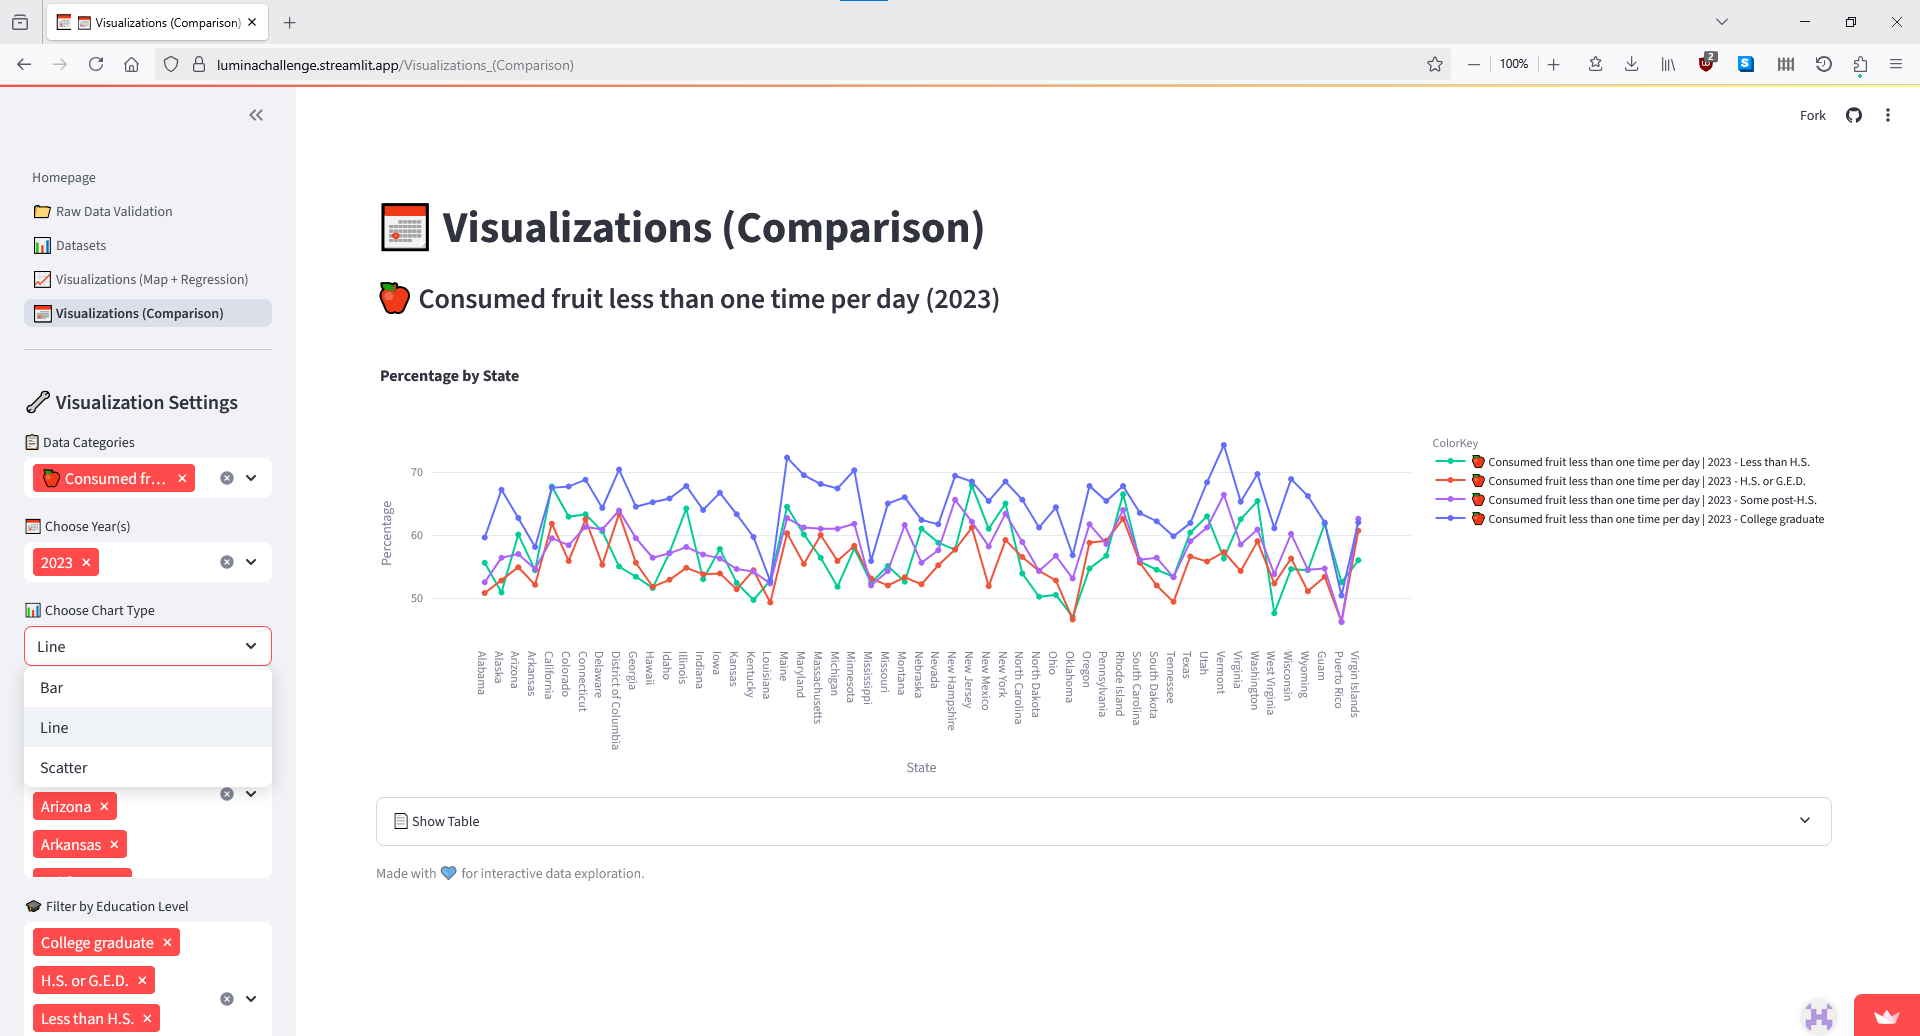 Visualizations (Comparison)
luminachallenge.streamlit.app/Visualizations_(Comparison)
100%
2
Fork
Homepage
Raw Data Validation
Datasets
Visualizations (Map + Regression)
Visualizations (Comparison)
Visualization Settings
Data Categories
Consumed fr...
Choose Year(s)
2023
Choose Chart Type
Line
Bar
Line
Scatter
Arizona
Arkansas
Filter by Education Level
College graduate
H.S. or G.E.D.
Less than H.S.
Visualizations (Comparison)
Consumed fruit less than one time per day (2023)
Percentage by State
Percentage
70
60
50
Alabama
Alaska
Arizona
Arkansas
California
Colorado
Connecticut
Delaware
District of Columbia
Georgia
Hawaii
Idaho
Illinois
Indiana
Iowa
Kansas
Kentucky
Louisiana
Maine
Maryland
Massachusetts
Michigan
Minnesota
Mississippi
Missouri
Montana
Nebraska
Nevada
New Hampshire
New Jersey
New Mexico
New York
North Carolina
North Dakota
Ohio
Oklahoma
Oregon
Pennsylvania
Rhode Island
South Carolina
South Dakota
Tennessee
Texas
Utah
Vermont
Virginia
Washington
West Virginia
Wisconsin
Wyoming
Guam
Puerto Rico
Virgin Islands
State
ColorKey
Consumed fruit less than one time per day | 2023 - Less than H.S.
Consumed fruit less than one time per day | 2023 - H.S. or G.E.D.
Consumed fruit less than one time per day | 2023 - Some post-H.S.
Consumed fruit less than one time per day | 2023 - College graduate
Show Table
Made with 💙 for interactive data exploration.